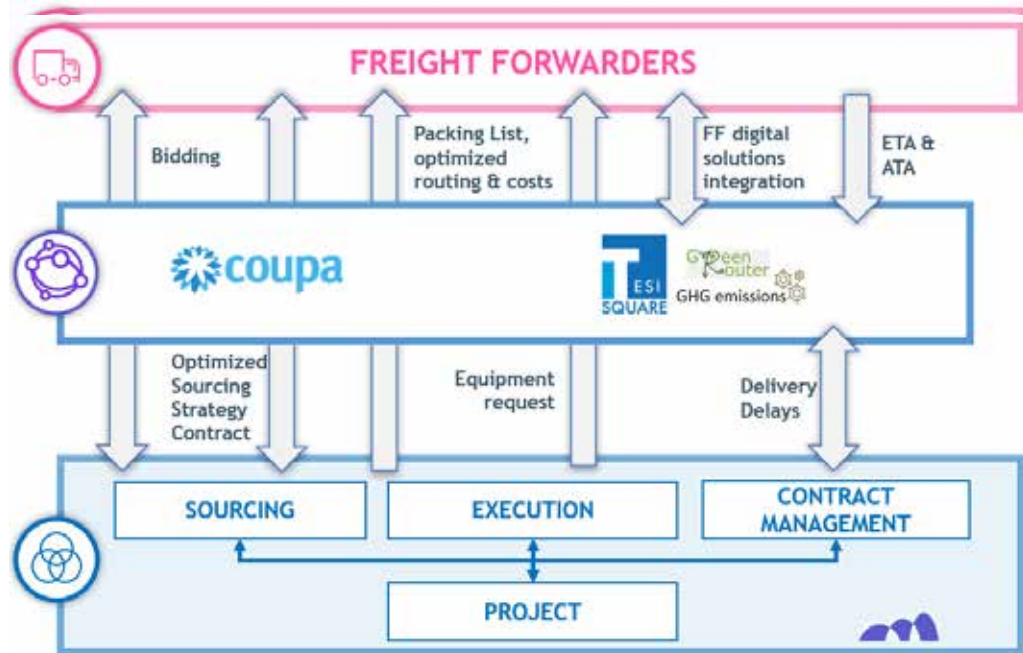 FREIGHT FORWARDERS
Bidding
Packing List,
optimized
routing & costs
FF digital
solutions
integration
ETA &
ATA
coupa
TESI
SQUARE
GReen
Router
GHG emissions
Optimized
Sourcing
Strategy
Contract
Equipment
request
Delivery
Delays
SOURCING
EXECUTION
CONTRACT
MANAGEMENT
PROJECT